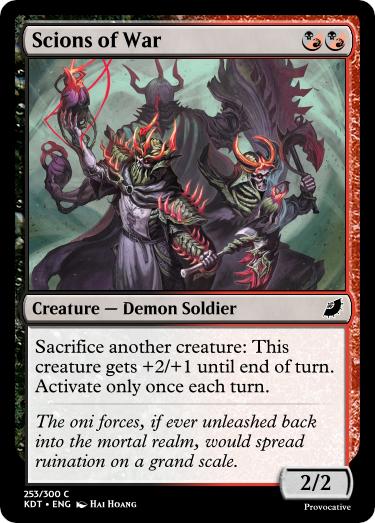 Scions of War
Creature — Demon Soldier
Sacrifice another creature: This
creature gets +2/+1 until end of turn.
Activate only once each turn.
The oni forces, if ever unleashed back
into the mortal realm, would spread
ruination on a grand scale.
2/2
253/300 C
KDT • ENG Hai Hoang
Provocative